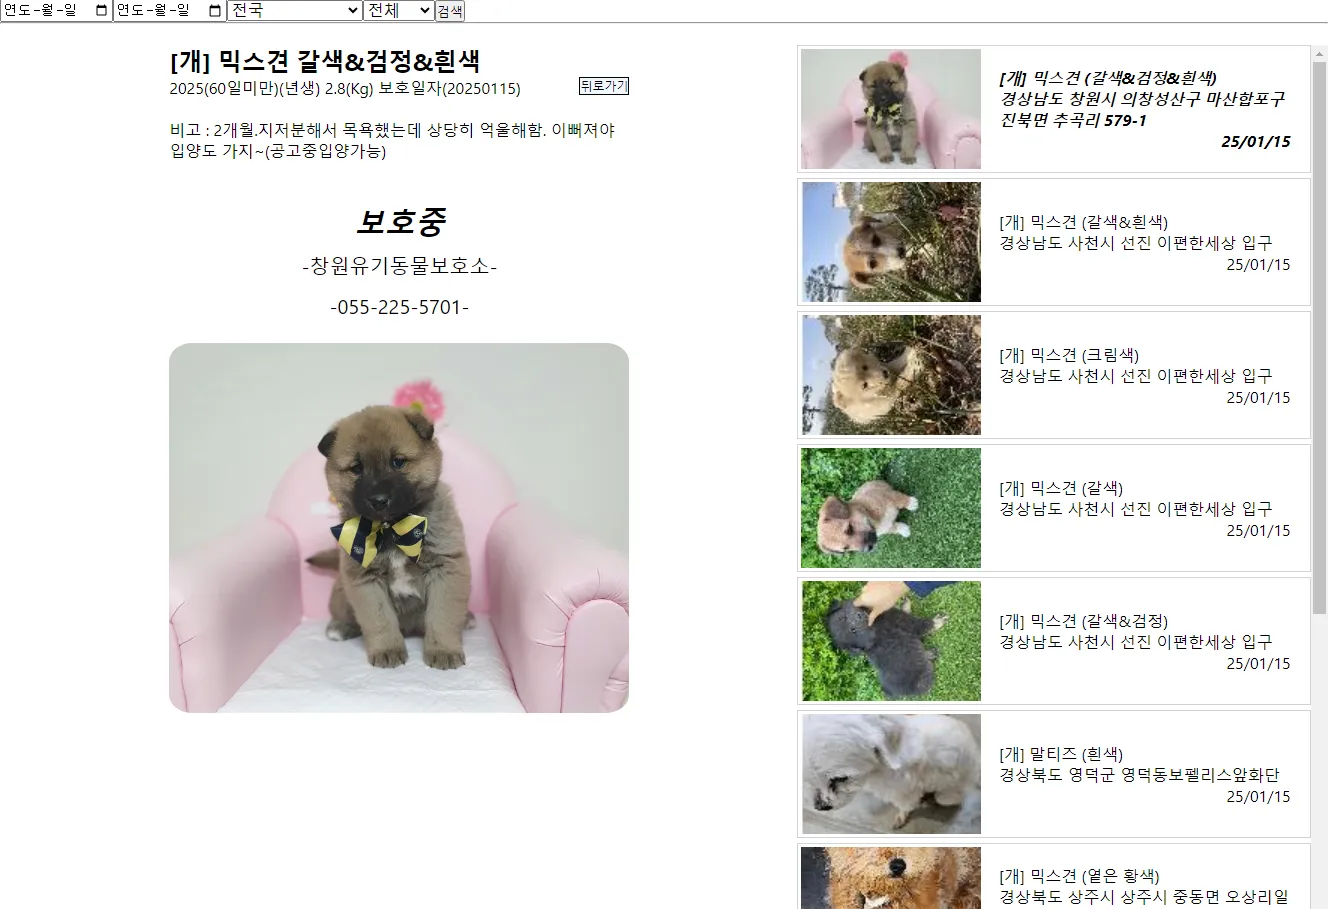 연도-월-일 연도-월-일 전국 전체 검색
[개] 믹스견 갈색&검정&흰색
2025(60일미만)(년생) 2.8(Kg) 보호일자(20250115)
뒤로가기
비고 : 2개월.지저분해서 목욕했는데 상당히 억울해함. 이뻐져야
입양도 가지~(공고중입양가능)
보호중
-창원유기동물보호소-
-055-225-5701-
[개] 믹스견 (갈색&검정&흰색)
경상남도 창원시 의창성산구 마산합포구
진북면 추곡리 579-1
25/01/15
[개] 믹스견 (갈색&흰색)
경상남도 사천시 선진 이편한세상 입구
25/01/15
[개] 믹스견 (크림색)
경상남도 사천시 선진 이편한세상 입구
25/01/15
[개] 믹스견 (갈색)
경상남도 사천시 선진 이편한세상 입구
25/01/15
[개] 믹스견 (갈색&검정)
경상남도 사천시 선진 이편한세상 입구
25/01/15
[개] 말티즈 (흰색)
경상북도 영덕군 영덕동보펠리스앞화단
25/01/15
[개] 믹스견 (옅은 황색)
경상북도 상주시 상주시 중동면 오상리일